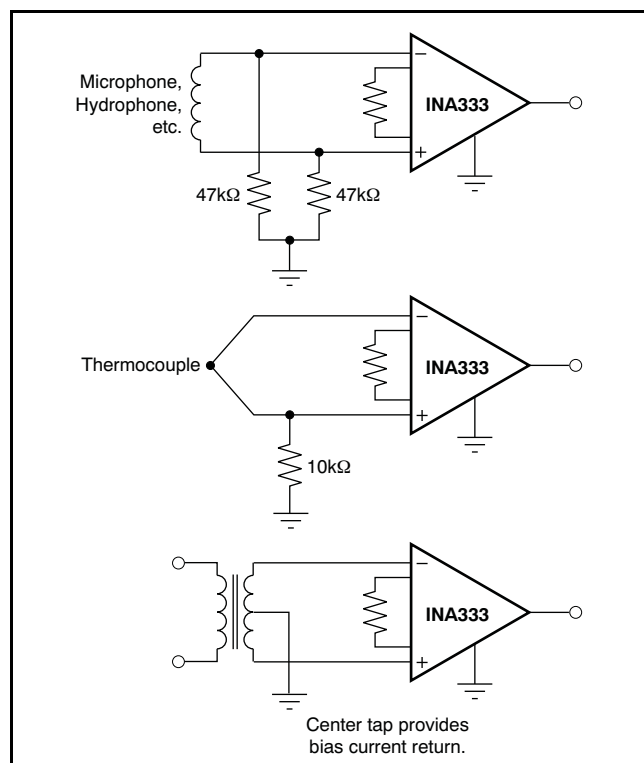 Microphone,
Hydrophone,
etc.
−
INA333
+
47kΩ
47kΩ
Thermocouple
−
INA333
+
10kΩ
−
INA333
+
Center tap provides
bias current return.